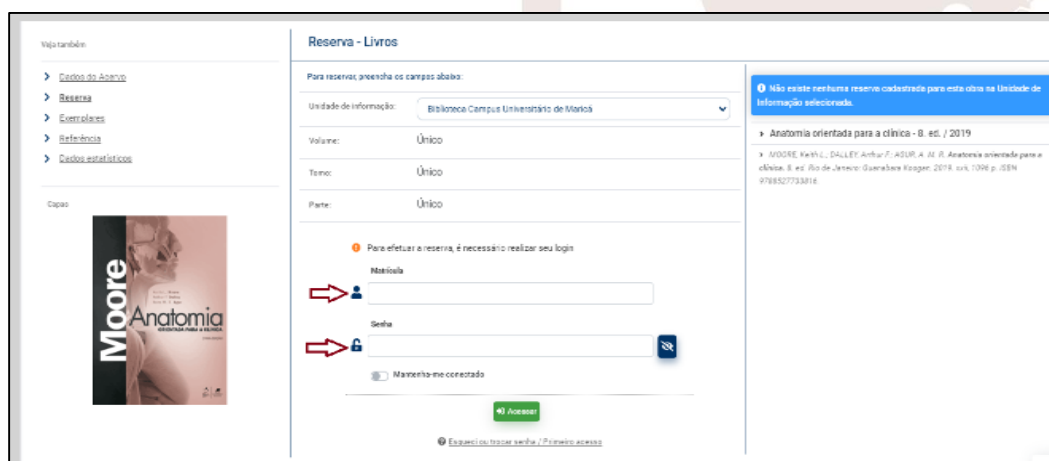 Veja também
Dados do Acervo
Reserva
Exemplares
Referência
Dados estatísticos
Capas
Moore
Anatomia
ORIENTADA PARA A CLÍNICA
Reserva - Livros
Para reservar, preencha os campos abaixo:
Unidade de Informação: Biblioteca Campus Universitário de Maricá
Volume: Único
Tomo: Único
Parte: Único
Para efetuar a reserva, é necessário realizar seu login
Matrícula
Senha
Mantenha-me conectado
Acessar
Esqueci ou trocar senha / Primeiro acesso
Não existe nenhuma reserva cadastrada para esta obra na Unidade de
Informação selecionada.
Anatomia orientada para a clínica - 8. ed. / 2019
MOORE, Keith L.; DALLEY, Arthur F.; AGUR, A. M. R. Anatomia orientada para a
clínica. 8. ed. Rio de Janeiro: Guanabara Koogan, 2019. xxii, 1096 p. ISBN